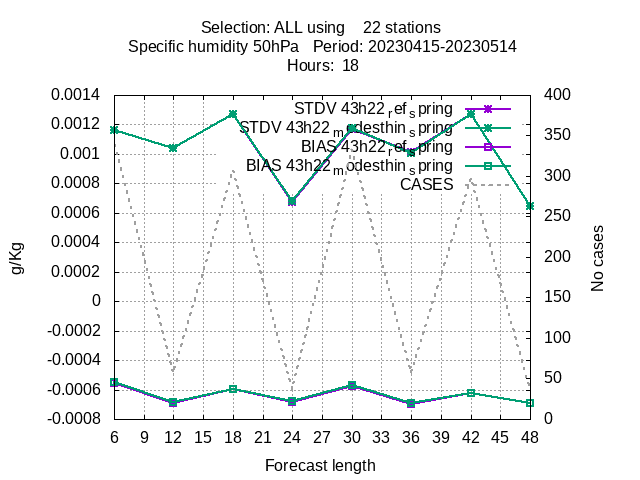 Selection: ALL using 22 stations
Specific humidity 50hPa Period: 20230415-20230514
Hours: 18
0.0014
0.0012
0.001
0.0008
0.0006
0.0004
0.0002
0
-0.0002
-0.0004
-0.0006
-0.0008
g/Kg
STDV 43h22_ref_spring
STDV 43h22_modesthin_spring
BIAS 43h22_ref_spring
BIAS 43h22_modesthin_spring
CASES
400
350
300
250
200
150
100
50
0
No cases
6 9 12 15 18 21 24 27 30 33 36 39 42 45 48
Forecast length